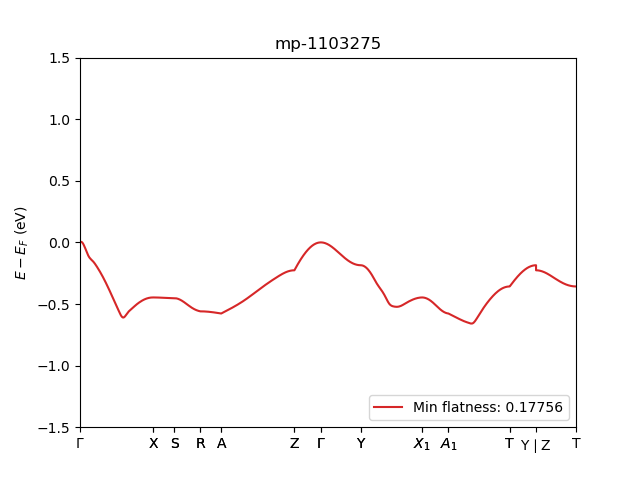 mp-1103275
1.5
1.0
0.5
0.0
−0.5
−1.0
−1.5
E − E_F (eV)
Min flatness: 0.17756
Γ X S R A Z Γ Y X₁ A₁ T Y | Z T